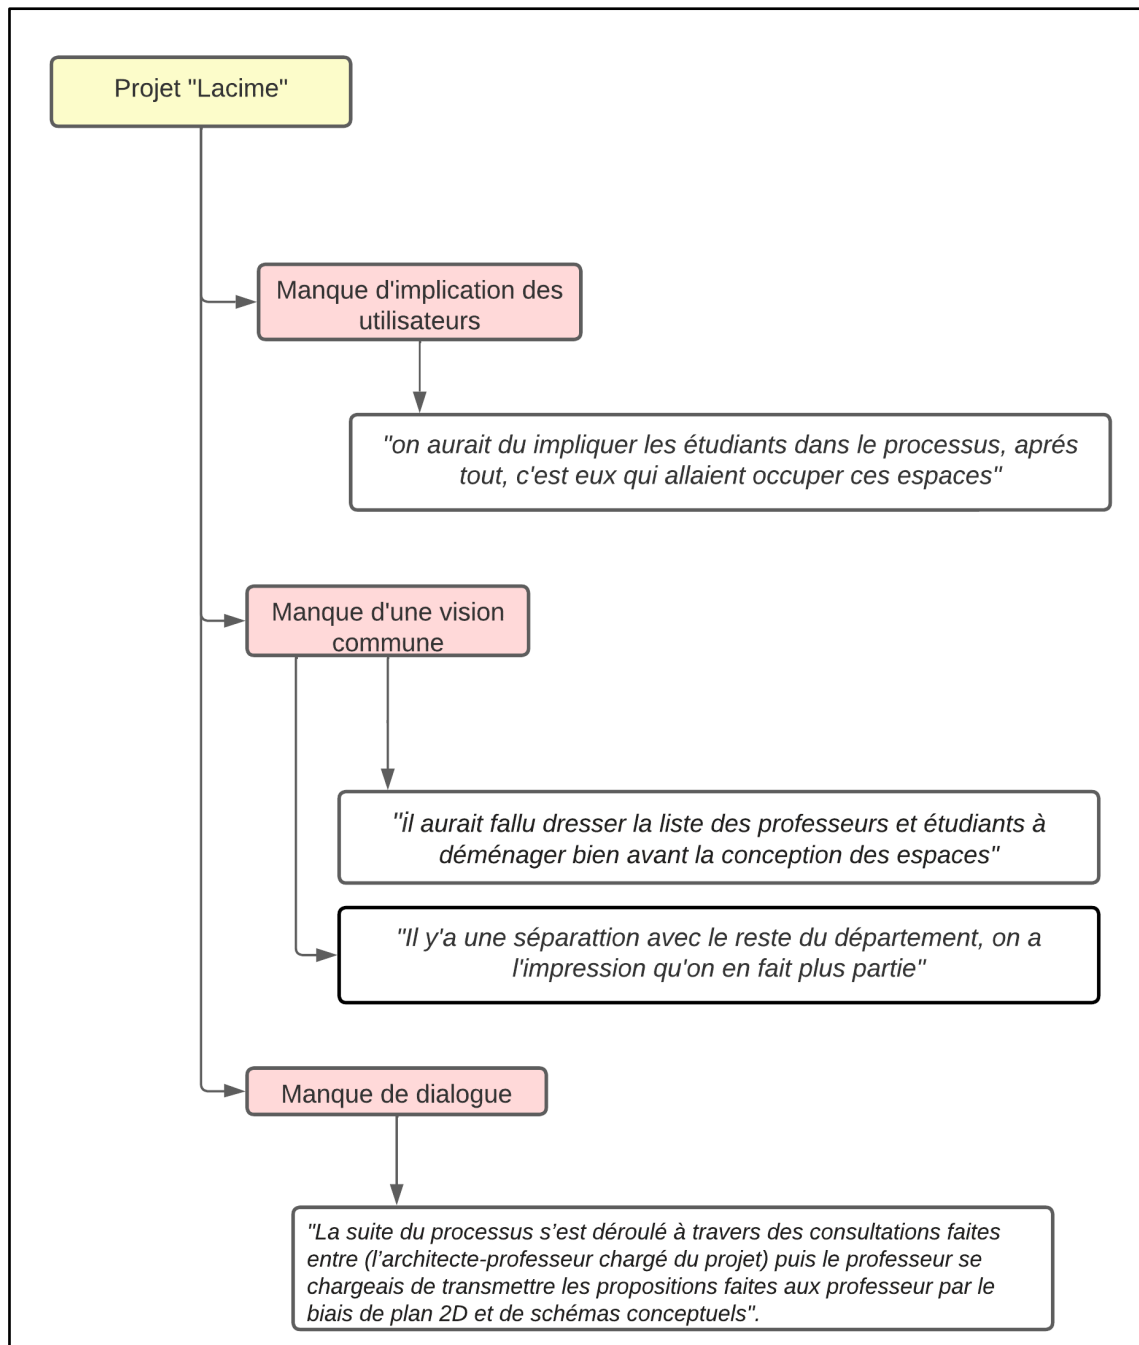 Projet "Lacime"
Manque d'implication des
utilisateurs
"on aurait du impliquer les étudiants dans le processus, aprés
tout, c'est eux qui allaient occuper ces espaces"
Manque d'une vision
commune
"il aurait fallu dresser la liste des professeurs et étudiants à
déménager bien avant la conception des espaces"
"Il y'a une séparattion avec le reste du département, on a
l'impression qu'on en fait plus partie"
Manque de dialogue
"La suite du processus s’est déroulé à travers des consultations faites
entre (l’architecte-professeur chargé du projet) puis le professeur se
chargeais de transmettre les propositions faites aux professeur par le
biais de plan 2D et de schémas conceptuels".